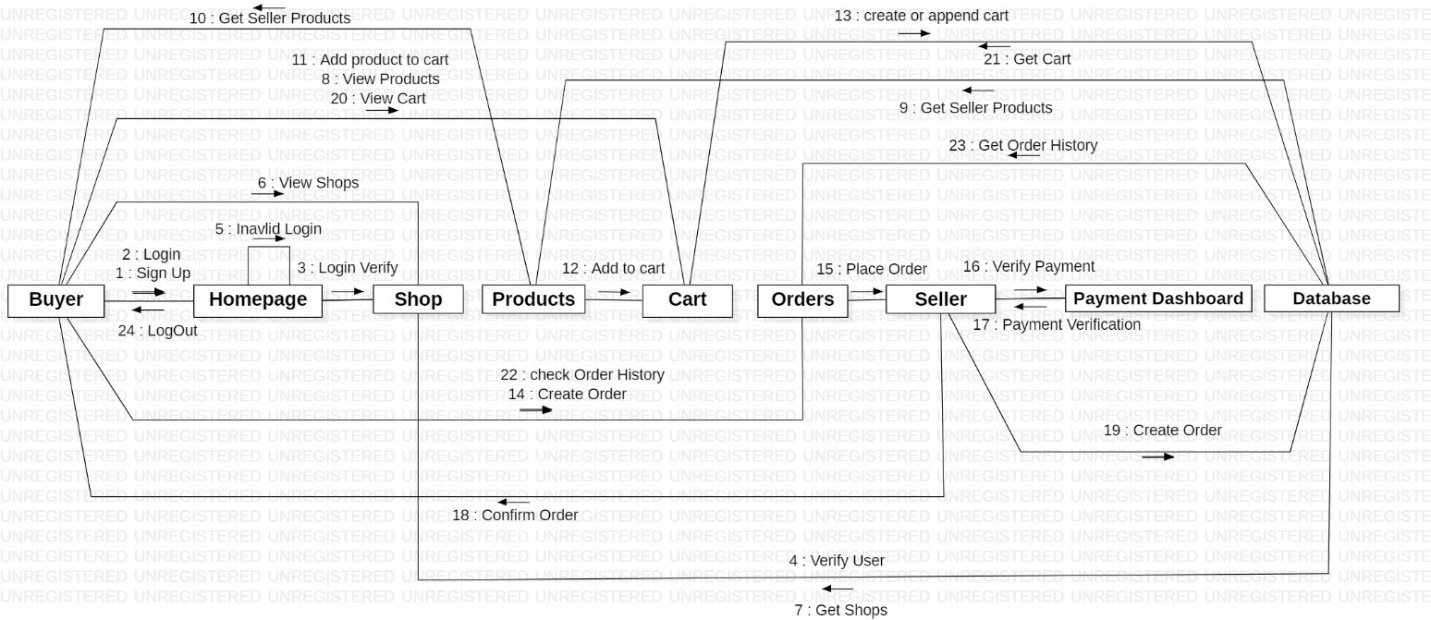 10 : Get Seller Products
13 : create or append cart
11 : Add product to cart
8 : View Products
20 : View Cart
21 : Get Cart
9 : Get Seller Products
23 : Get Order History
6 : View Shops
5 : Inavlid Login
2 : Login
1 : Sign Up
3 : Login Verify
12 : Add to cart
15 : Place Order
16 : Verify Payment
Buyer
Homepage
Shop
Products
Cart
Orders
Seller
Payment Dashboard
Database
24 : LogOut
17 : Payment Verification
22 : check Order History
14 : Create Order
19 : Create Order
18 : Confirm Order
4 : Verify User
7 : Get Shops
UNREGISTERED